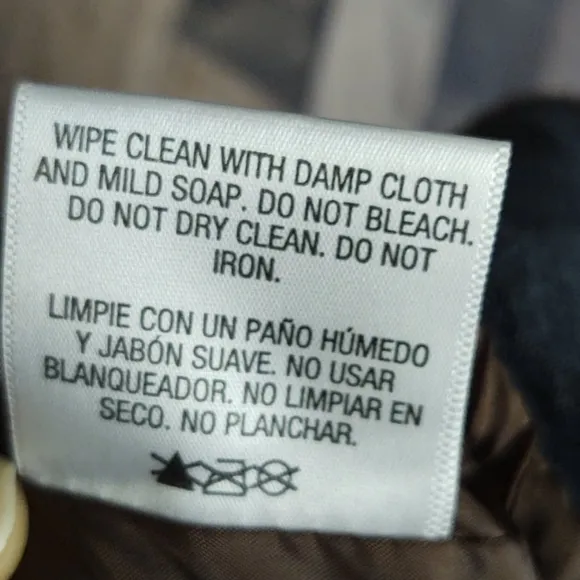 WIPE CLEAN WITH DAMP CLOTH
AND MILD SOAP. DO NOT BLEACH.
DO NOT DRY CLEAN. DO NOT
IRON.
LIMPIE CON UN PAÑO HÚMEDO
Y JABÓN SUAVE. NO USAR
BLANQUEADOR. NO LIMPIAR EN
SECO. NO PLANCHAR.